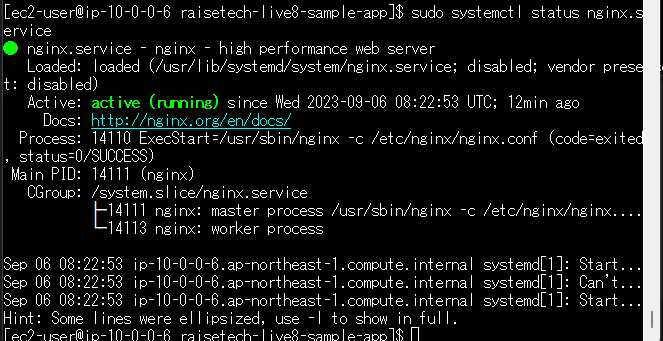 [ec2-user@ip-10-0-0-6 raisetech-live8-sample-app]$ sudo systemctl status nginx.s
ervice
● nginx.service - nginx - high performance web server
Loaded: loaded (/usr/lib/systemd/system/nginx.service; disabled; vendor prese
t: disabled)
Active: active (running) since Wed 2023-09-06 08:22:53 UTC; 12min ago
Docs: http://nginx.org/en/docs/
Process: 14110 ExecStart=/usr/sbin/nginx -c /etc/nginx/nginx.conf (code=exited
, status=0/SUCCESS)
Main PID: 14111 (nginx)
CGroup: /system.slice/nginx.service
├─14111 nginx: master process /usr/sbin/nginx -c /etc/nginx/nginx....
└─14113 nginx: worker process
Sep 06 08:22:53 ip-10-0-0-6.ap-northeast-1.compute.internal systemd[1]: Start...
Sep 06 08:22:53 ip-10-0-0-6.ap-northeast-1.compute.internal systemd[1]: Can't...
Sep 06 08:22:53 ip-10-0-0-6.ap-northeast-1.compute.internal systemd[1]: Start...
Hint: Some lines were ellipsized, use -l to show in full.
[ec2-user@ip-10-0-0-6 raisetech-live8-sample-app]$